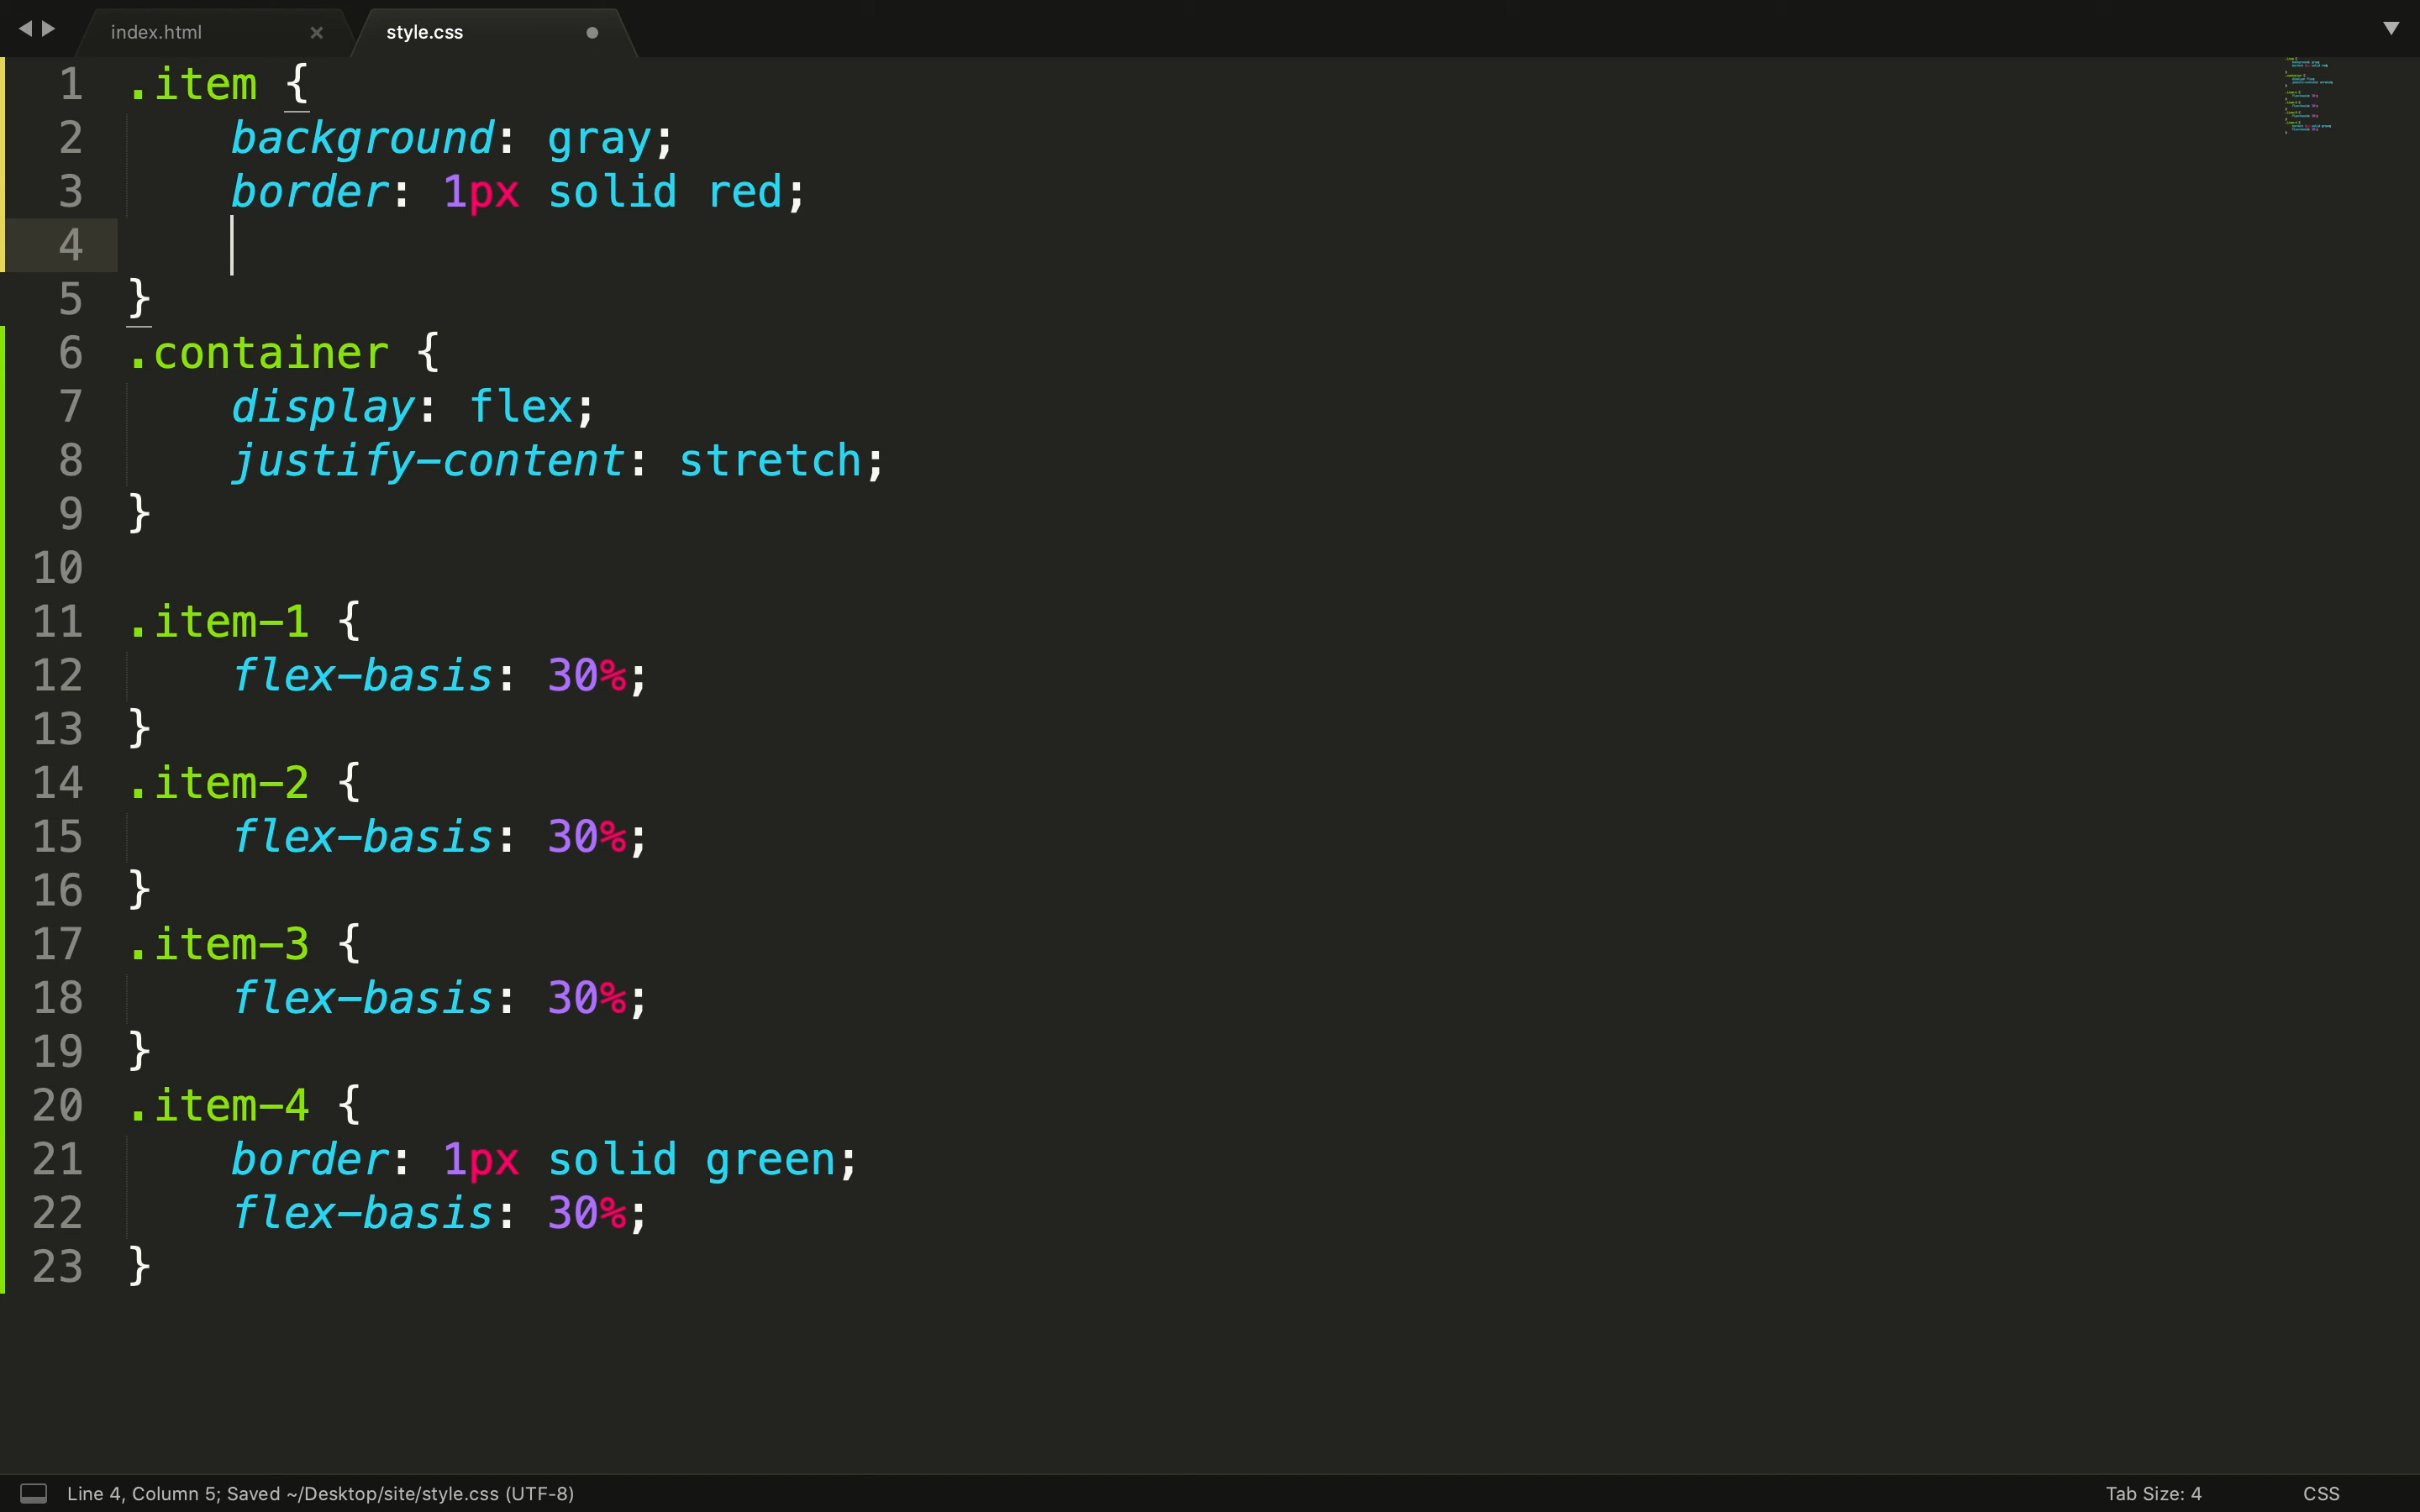 index.html
style.css
1 .item {
2 background: gray;
3 border: 1px solid red;
4
5 }
6 .container {
7 display: flex;
8 justify-content: stretch;
9 }
10
11 .item-1 {
12 flex-basis: 30%;
13 }
14 .item-2 {
15 flex-basis: 30%;
16 }
17 .item-3 {
18 flex-basis: 30%;
19 }
20 .item-4 {
21 border: 1px solid green;
22 flex-basis: 30%;
23 }
Line 4, Column 5; Saved ~/Desktop/site/style.css (UTF-8)
Tab Size: 4
CSS